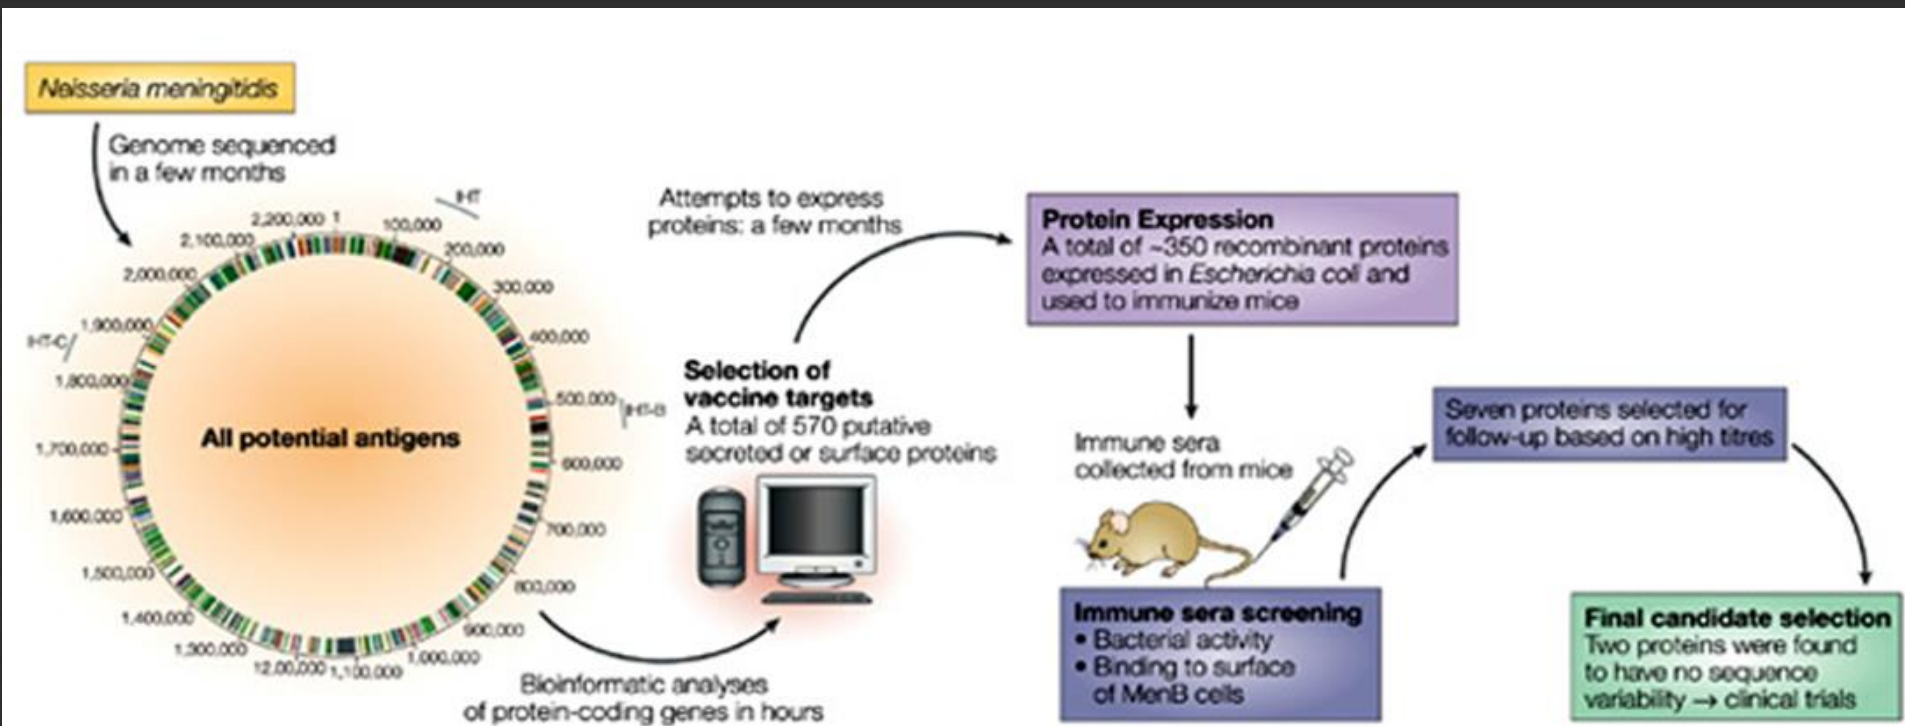 Neisseria meningitidis
Genome sequenced
in a few months
IHT
2,200,000 1
100,000
2,100,000
200,000
2,000,000
300,000
1,900,000
400,000
IHT-C
1,800,000
500,000
IHT-B
All potential antigens
1,700,000
600,000
1,600,000
700,000
1,500,000
800,000
1,400,000
900,000
1,300,000
1,000,000
12,00,000
1,100,000
Bioinformatic analyses
of protein-coding genes in hours
Selection of
vaccine targets
A total of 570 putative
secreted or surface proteins
Attempts to express
proteins: a few months
Protein Expression
A total of ~350 recombinant proteins
expressed in Escherichia coli and
used to immunize mice
Immune sera
collected from mice
Immune sera screening
• Bacterial activity
• Binding to surface
of MenB cells
Seven proteins selected for
follow-up based on high titres
Final candidate selection
Two proteins were found
to have no sequence
variability → clinical trials